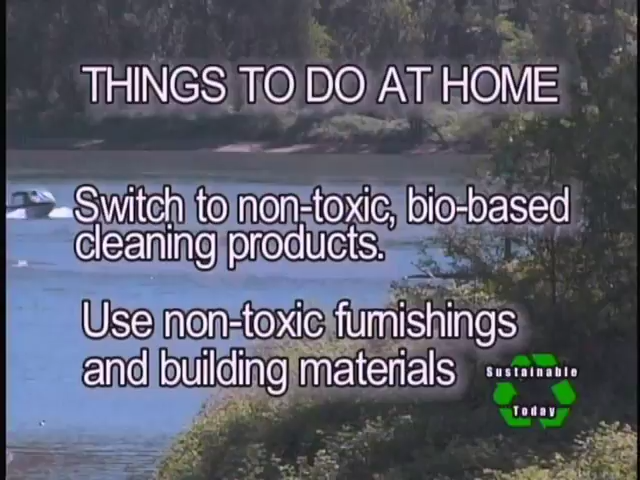 THINGS TO DO AT HOME
Switch to non-toxic, bio-based
cleaning products.
Use non-toxic furnishings
and building materials
Sustainable
Today